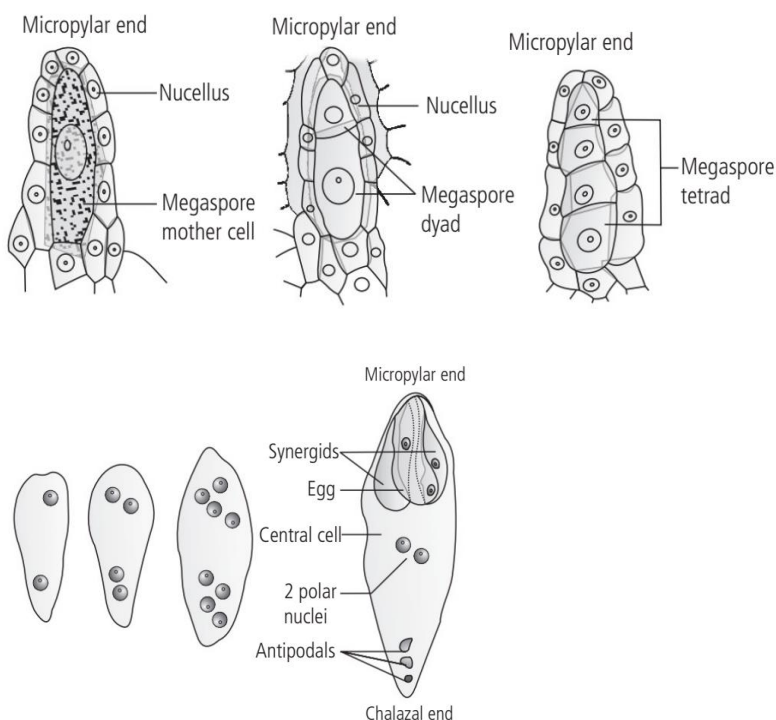 Micropylar end
Nucellus
Megaspore
mother cell
Micropylar end
Nucellus
Megaspore
dyad
Micropylar end
Megaspore
tetrad
Micropylar end
Synergids
Egg
Central cell
2 polar
nuclei
Antipodals
Chalazal end